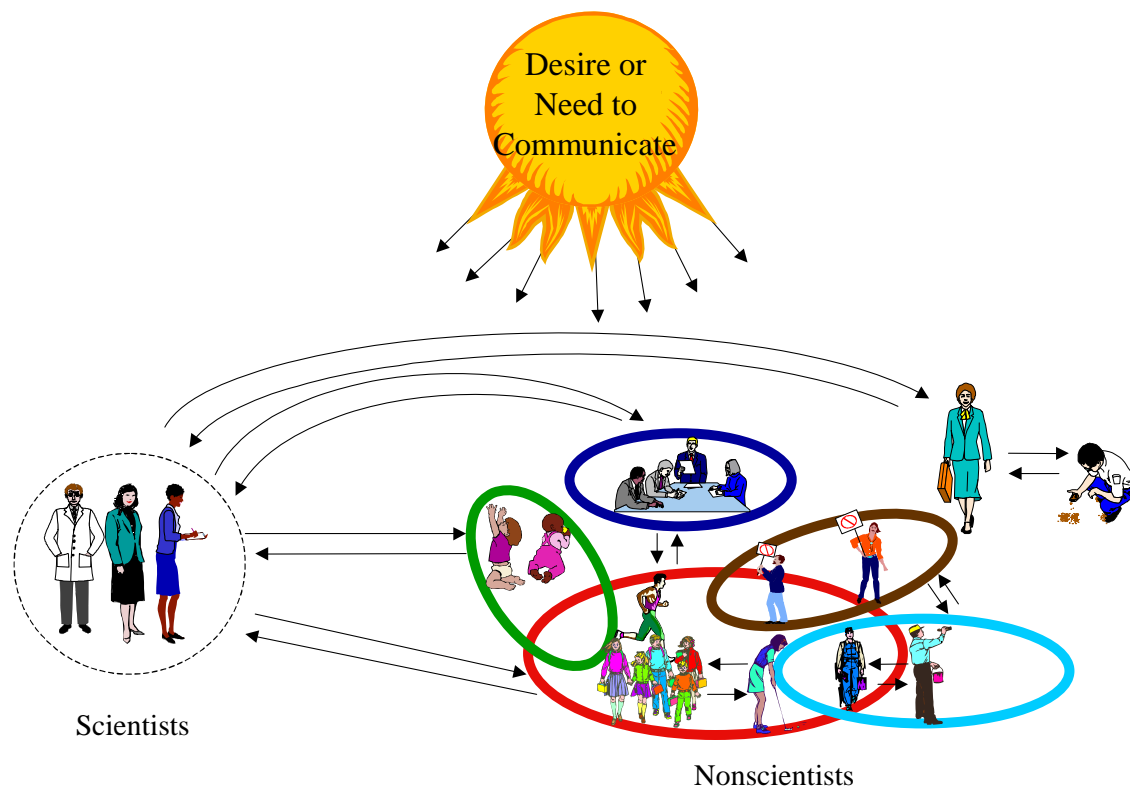 Desire or
Need to
Communicate
Scientists
Nonscientists